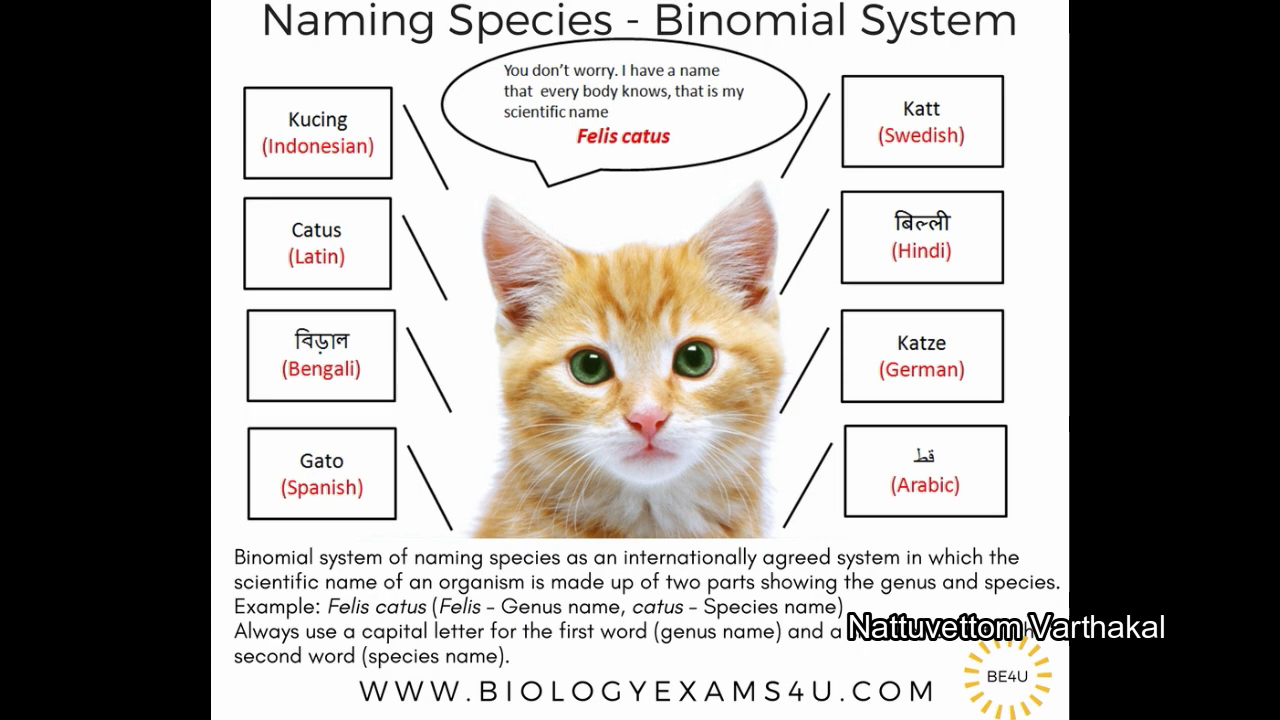 Naming Species - Binomial System
You don't worry. I have a name
that every body knows, that is my
scientific name
Felis catus
Kucing
(Indonesian)
Catus
(Latin)
বিড়াল
(Bengali)
Gato
(Spanish)
Katt
(Swedish)
बिल्ली
(Hindi)
Katze
(German)
قط
(Arabic)
Binomial system of naming species as an internationally agreed system in which the
scientific name of an organism is made up of two parts showing the genus and species.
Example: Felis catus (Felis – Genus name, catus – Species name)
Always use a capital letter for the first word (genus name) and a
Nattuvettom Varthakal
second word (species name).
WWW.BIOLOGYEXAMS4U.COM
BE4U